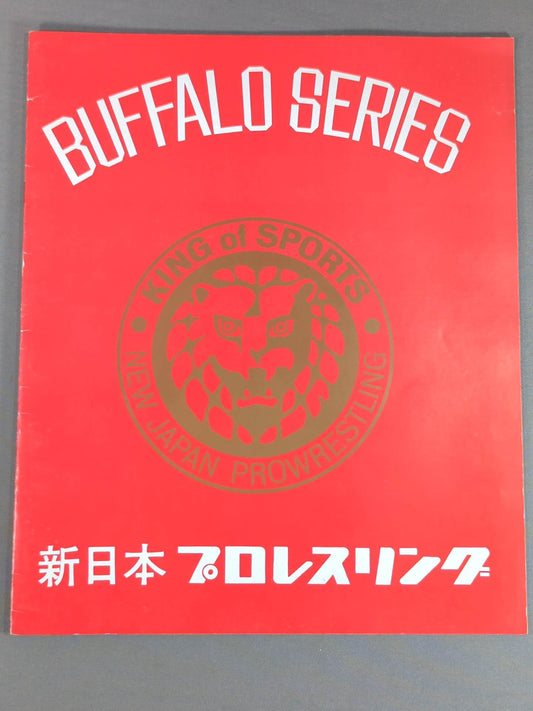 BUFFALO SERIES
KING of SPORTS
NEW JAPAN PROWRESTLING
新日本プロレスリング